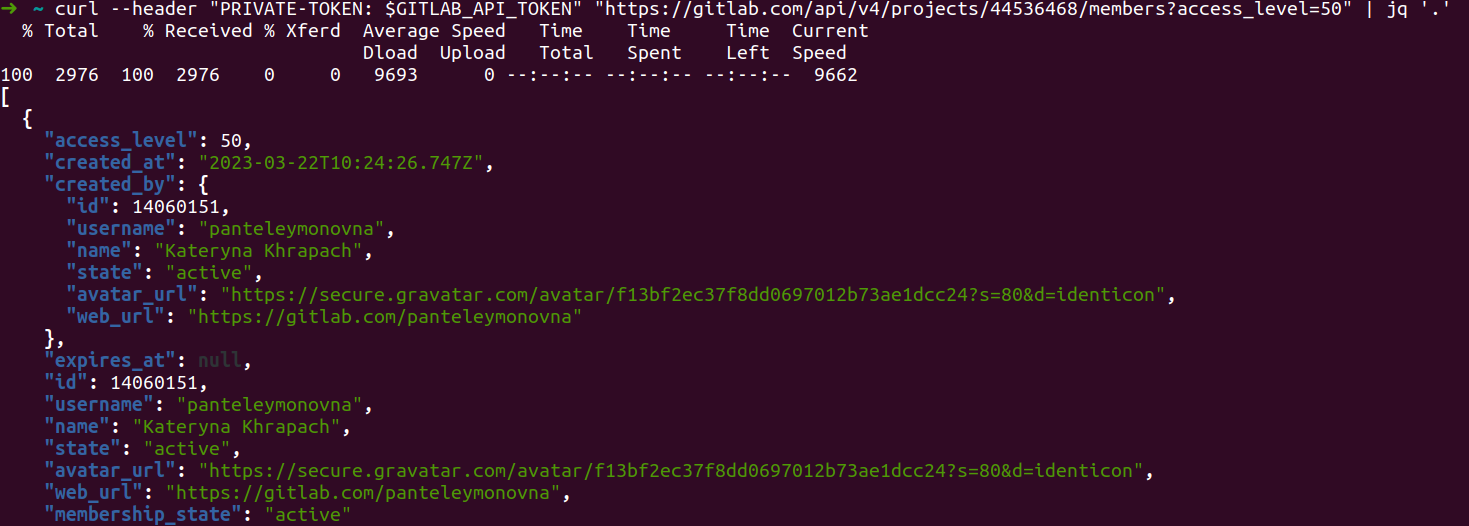 ➜ ~ curl --header "PRIVATE-TOKEN: $GITLAB_API_TOKEN" "https://gitlab.com/api/v4/projects/44536468/members?access_level=50" | jq '.'
  % Total    % Received % Xferd  Average Speed   Time    Time     Time  Current
                                 Dload  Upload   Total   Spent    Left  Speed
100  2976  100  2976    0     0   9693      0 --:--:-- --:--:-- --:--:--  9662
[
  {
    "access_level": 50,
    "created_at": "2023-03-22T10:24:26.747Z",
    "created_by": {
      "id": 14060151,
      "username": "panteleymonovna",
      "name": "Kateryna Khrapach",
      "state": "active",
      "avatar_url": "https://secure.gravatar.com/avatar/f13bf2ec37f8dd0697012b73ae1dcc24?s=80&d=identicon",
      "web_url": "https://gitlab.com/panteleymonovna"
    },
    "expires_at": null,
    "id": 14060151,
    "username": "panteleymonovna",
    "name": "Kateryna Khrapach",
    "state": "active",
    "avatar_url": "https://secure.gravatar.com/avatar/f13bf2ec37f8dd0697012b73ae1dcc24?s=80&d=identicon",
    "web_url": "https://gitlab.com/panteleymonovna",
    "membership_state": "active"